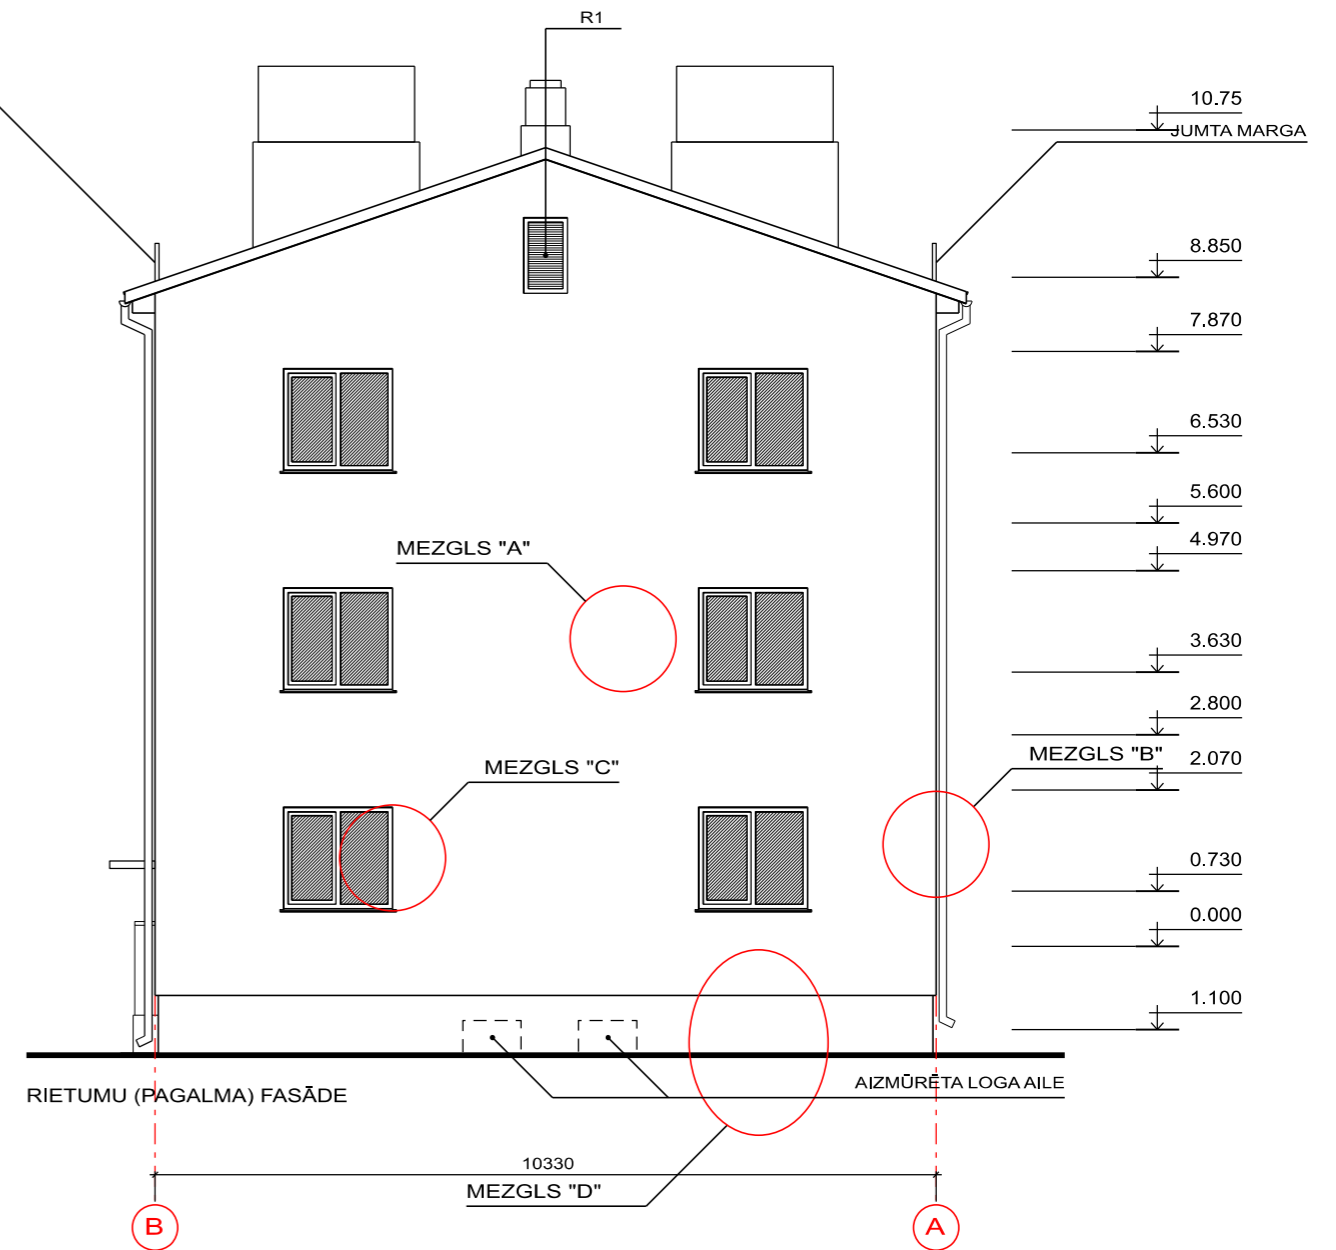 R1
10.75
JUMTA MARGA
8.850
7.870
6.530
5.600
MEZGLS "A"
4.970
3.630
2.800
MEZGLS "C"
MEZGLS "B"
2.070
0.730
0.000
1.100
RIETUMU (PAGALMA) FASĀDE
AIZMŪRĒTA LOGA AILE
10330
MEZGLS "D"
B
A